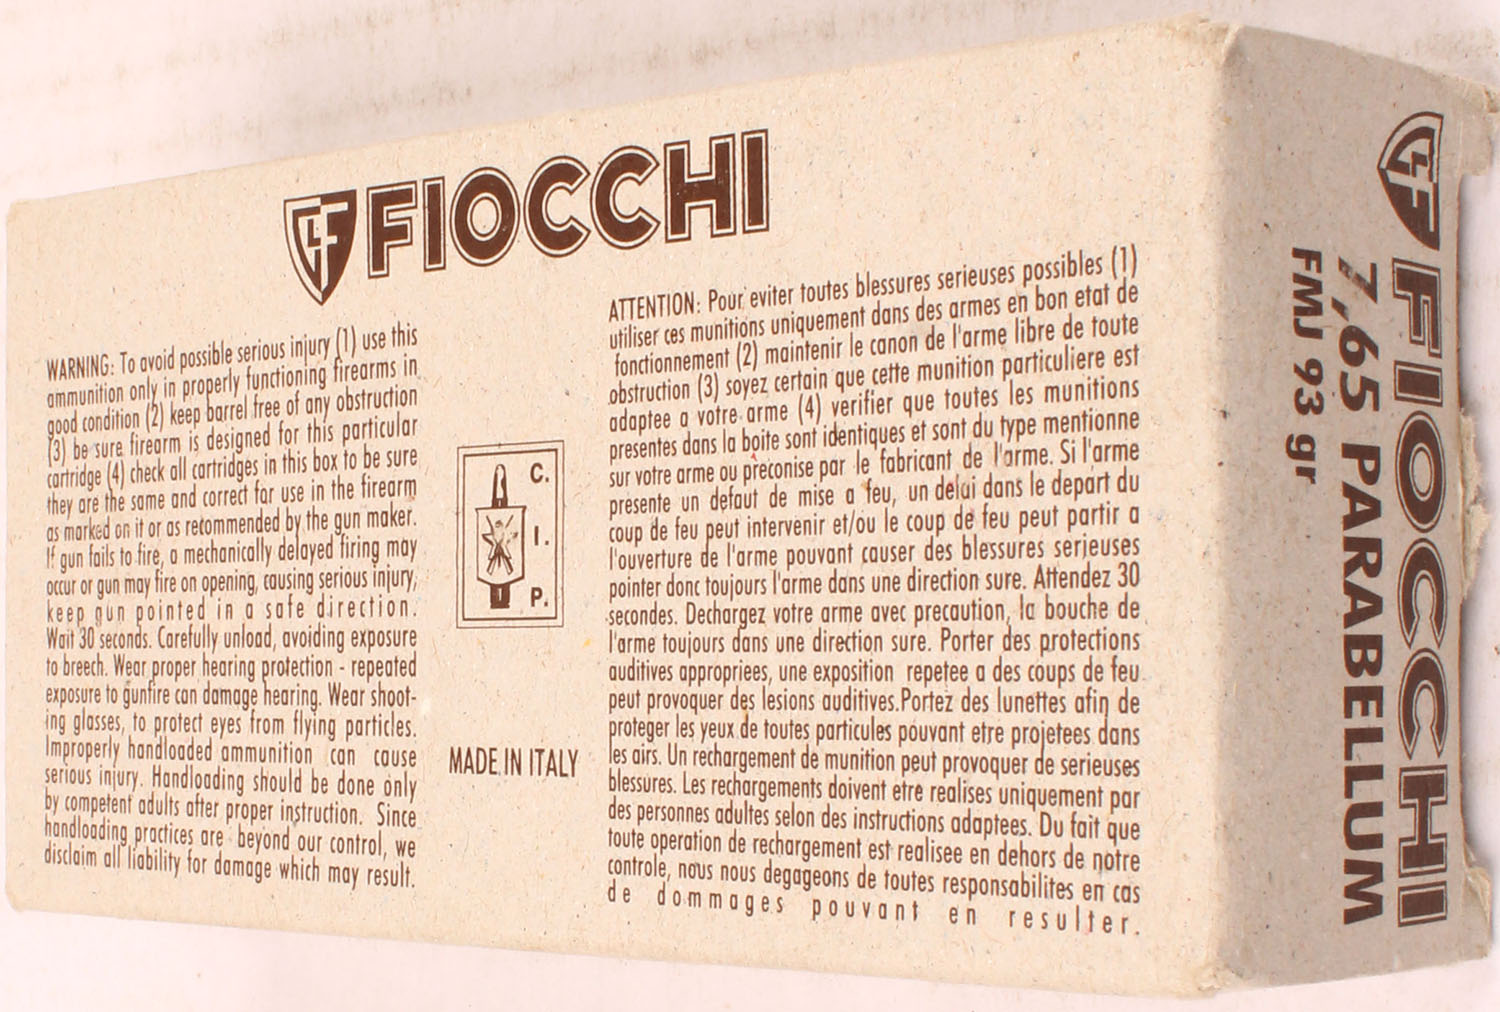 FIOCCHI
WARNING: To avoid possible serious injury (1) use this
ammunition only in properly functioning firearms in
good condition (2) keep barrel free of any obstruction
(3) be sure firearm is designed for this particular
cartridge (4) check all cartridges in this box to be sure
they are the same and correct for use in the firearm
as marked on it or as recommended by the gun maker.
If gun fails to fire, a mechanically delayed firing may
occur or gun may fire on opening, causing serious injury,
keep gun pointed in a safe direction.
Wait 30 seconds. Carefully unload, avoiding exposure
to breech. Wear proper hearing protection - repeated
exposure to gunfire can damage hearing. Wear shoot-
ing glasses, to protect eyes from flying particles.
Improperly handloaded ammunition can cause
serious injury. Handloading should be done only
by competent adults after proper instruction. Since
handloading practices are beyond our control, we
disclaim all liability for damage which may result.
C.
I.
P.
MADE IN ITALY
ATTENTION: Pour eviter toutes blessures serieuses possibles (1)
utiliser ces munitions uniquement dans des armes en bon etat de
fonctionnement (2) maintenir le canon de l'arme libre de toute
obstruction (3) soyez certain que cette munition particuliere est
adaptee a votre arme (4) verifier que toutes les munitions
presentes dans la boite sont identiques et sont du type mentionne
sur votre arme ou preconise par le fabricant de l'arme. Si l'arme
presente un defaut de mise a feu, un delai dans le depart du
coup de feu peut intervenir et/ou le coup de feu peut partir a
l'ouverture de l'arme pouvant causer des blessures serieuses
pointer donc toujours l'arme dans une direction sure. Attendez 30
secondes. Dechargez votre arme avec precaution, la bouche de
l'arme toujours dans une direction sure. Porter des protections
auditives appropriees, une exposition repetee a des coups de feu
peut provoquer des lesions auditives.Portez des lunettes afin de
proteger les yeux de toutes particules pouvant etre projetees dans
les airs. Un rechargement de munition peut provoquer de serieuses
blessures. Les rechargements doivent etre realises uniquement par
des personnes adultes selon des instructions adaptees. Du fait que
toute operation de rechargement est realisee en dehors de notre
controle, nous nous degageons de toutes responsabilites en cas
de dommages pouvant en resulter.
FIOCCHI
7,65 PARABELLUM
FMJ 93 gr